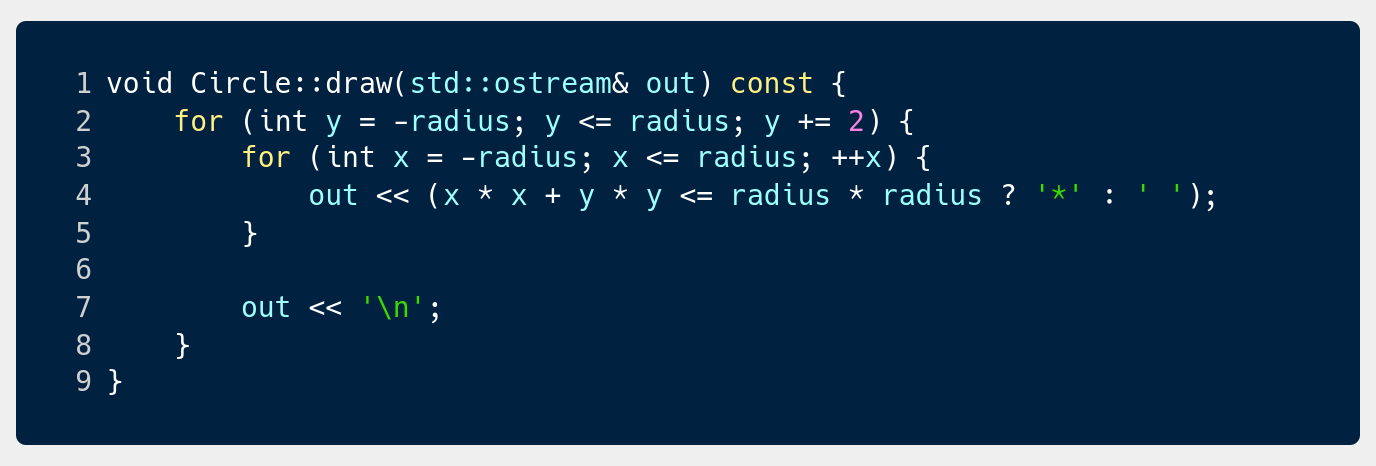 1 void Circle::draw(std::ostream& out) const {
2     for (int y = -radius; y <= radius; y += 2) {
3         for (int x = -radius; x <= radius; ++x) {
4             out << (x * x + y * y <= radius * radius ? '*' : ' ');
5         }
6
7         out << '\n';
8     }
9 }